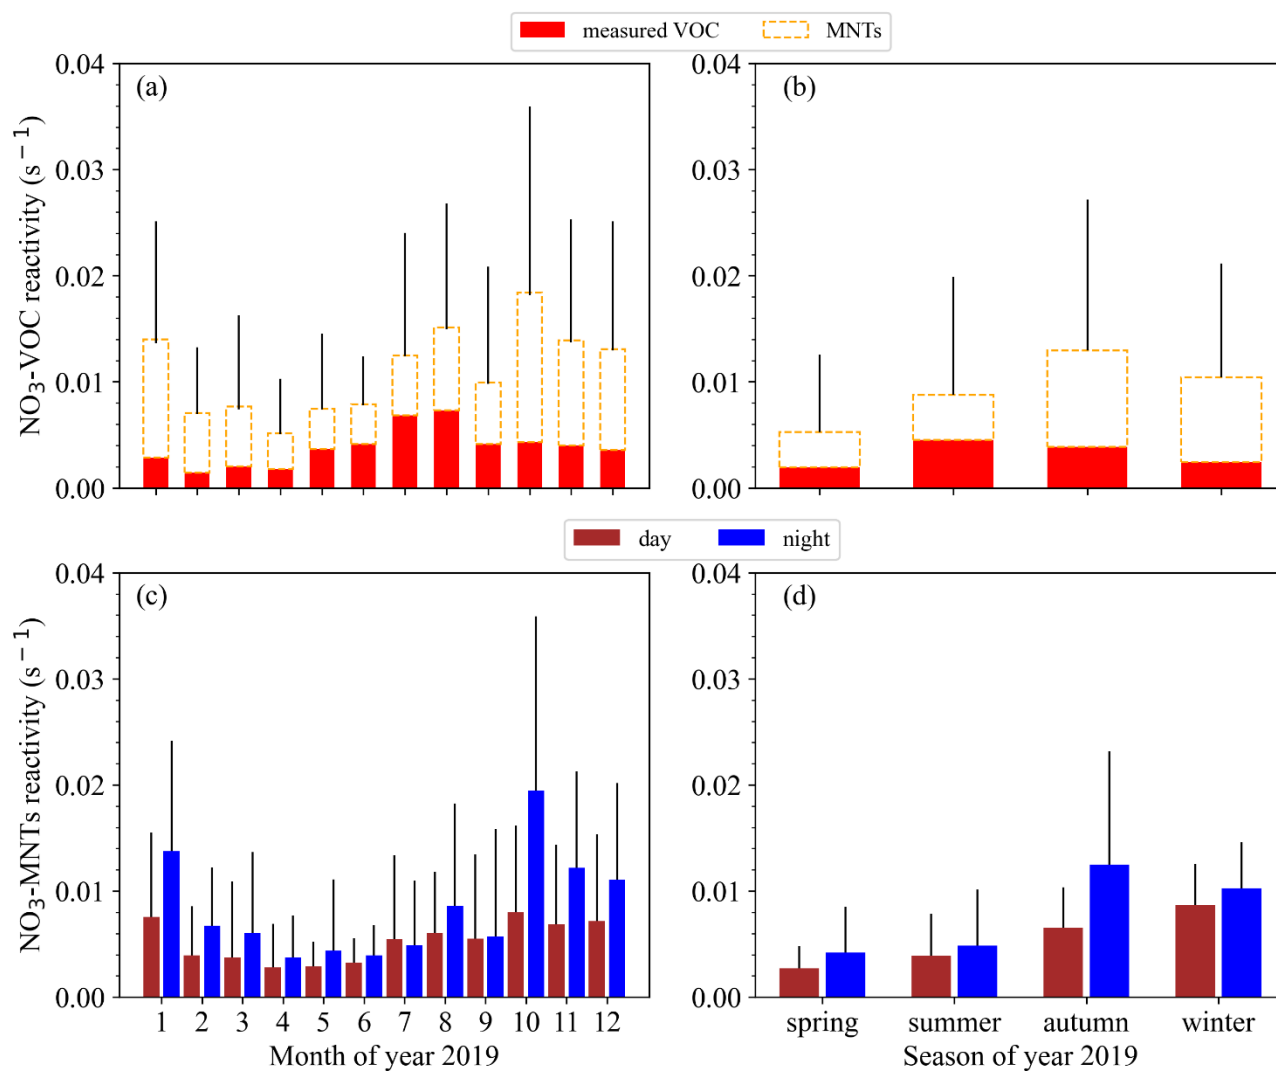 measured VOC MNTs
(a) (b)
0.04 0.04
0.03 0.03
0.02 0.02
0.01 0.01
0.00 0.00
NO₃-VOC reactivity (s⁻¹)
day night
(c) (d)
0.04 0.04
0.03 0.03
0.02 0.02
0.01 0.01
0.00 0.00
NO₃-MNTs reactivity (s⁻¹)
1 2 3 4 5 6 7 8 9 10 11 12 spring summer autumn winter
Month of year 2019 Season of year 2019